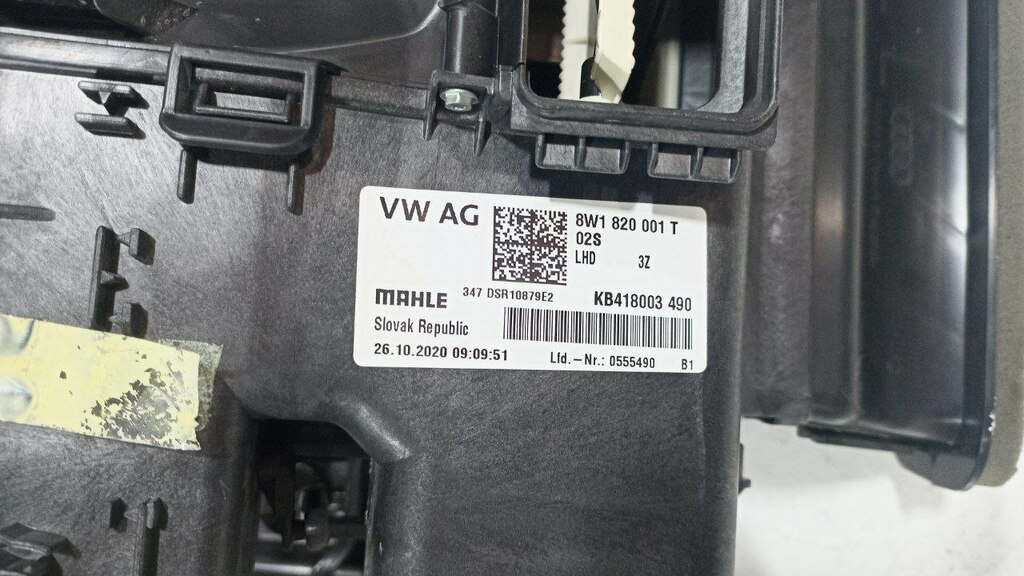 VW AG
8W1 820 001 T
02S
LHD 3Z
MAHLE 347 DSR10879E2 KB418003 490
Slovak Republic
26.10.2020 09:09:51 Lfd.-Nr.: 0555490 B1